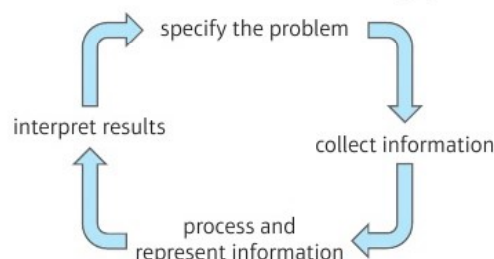 specify the problem
collect information
process and
represent information
interpret results